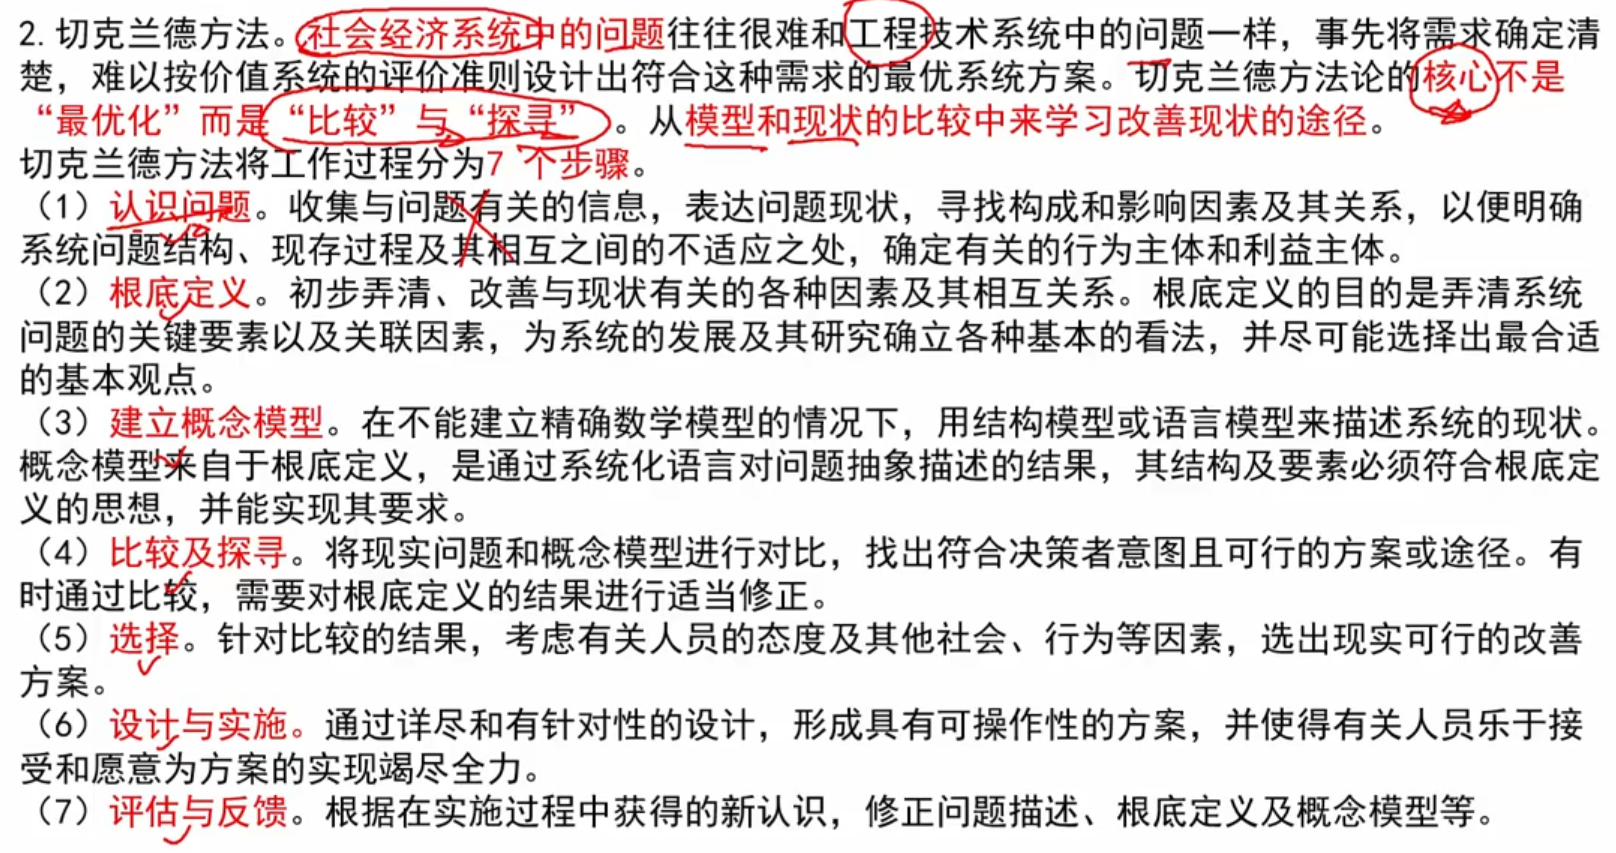 2. 切克兰德方法。社会经济系统中的问题往往很难和工程技术系统中的问题一样，事先将需求确定清
楚，难以按价值系统的评价准则设计出符合这种需求的最优系统方案。切克兰德方法论的核心不是
“最优化”而是“比较”与“探寻”。从模型和现状的比较中来学习改善现状的途径。
切克兰德方法将工作过程分为7 个步骤。
（1）认识问题。收集与问题有关的信息，表达问题现状，寻找构成和影响因素及其关系，以便明确
系统问题结构、现存过程及其相互之间的不适应之处，确定有关的行为主体和利益主体。
（2）根底定义。初步弄清、改善与现状有关的各种因素及其相互关系。根底定义的目的是弄清系统
问题的关键要素以及关联因素，为系统的发展及其研究确立各种基本的看法，并尽可能选择出最合适
的基本观点。
（3）建立概念模型。在不能建立精确数学模型的情况下，用结构模型或语言模型来描述系统的现状。
概念模型来自于根底定义，是通过系统化语言对问题抽象描述的结果，其结构及要素必须符合根底定
义的思想，并能实现其要求。
（4）比较及探寻。将现实问题和概念模型进行对比，找出符合决策者意图且可行的方案或途径。有
时通过比较，需要对根底定义的结果进行适当修正。
（5）选择。针对比较的结果，考虑有关人员的态度及其他社会、行为等因素，选出现实可行的改善
方案。
（6）设计与实施。通过详尽和有针对性的设计，形成具有可操作性的方案，并使得有关人员乐于接
受和愿意为方案的实现竭尽全力。
（7）评估与反馈。根据在实施过程中获得的新认识，修正问题描述、根底定义及概念模型等。